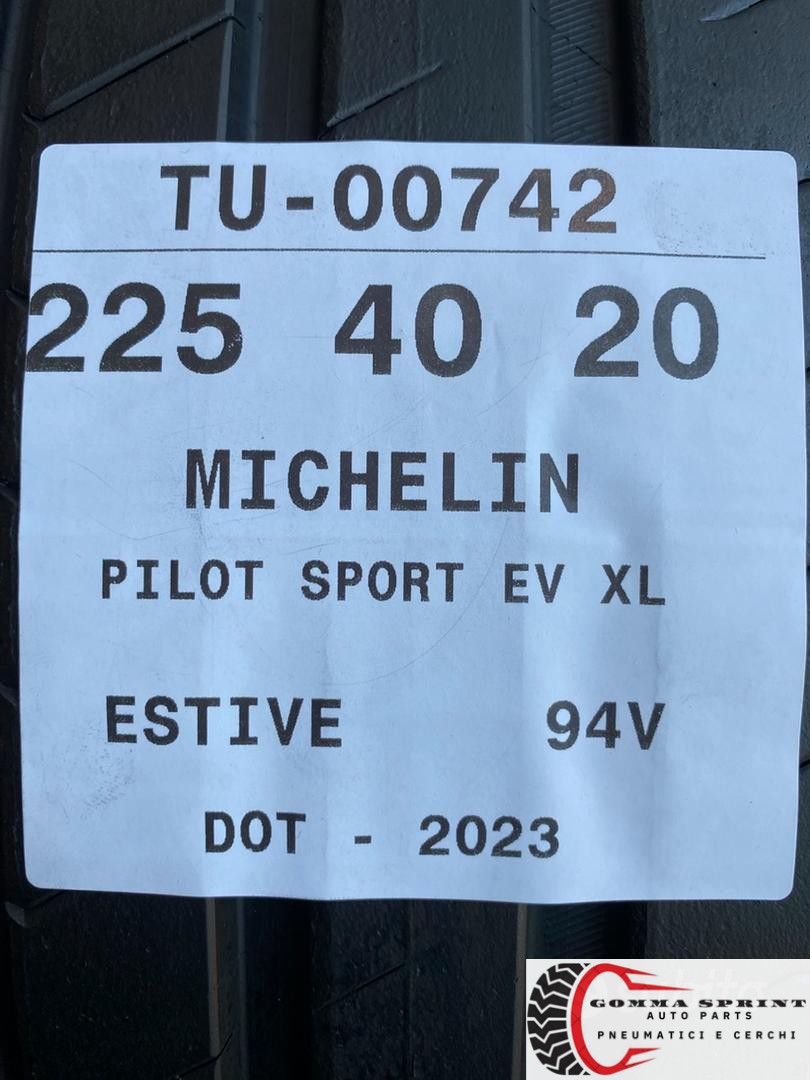 TU-00742
225 40 20
MICHELIN
PILOT SPORT EV XL
ESTIVE 94V
DOT - 2023
GOMMA SPRINT
AUTO PARTS
PNEUMATICI E CERCHI